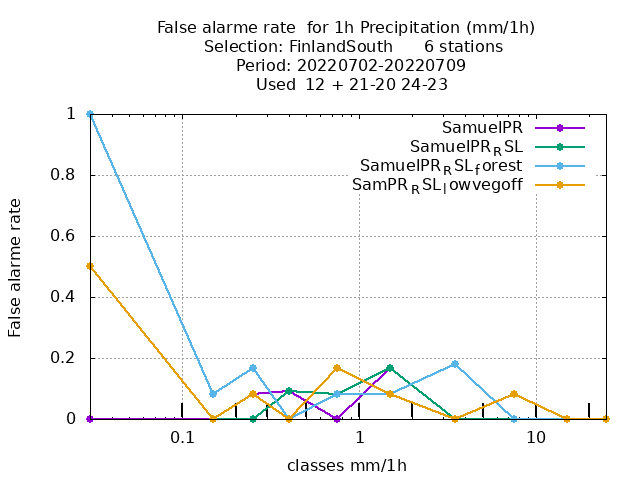 False alarme rate  for 1h Precipitation (mm/1h)
Selection: FinlandSouth      6 stations
Period: 20220702-20220709
Used  12 + 21-20 24-23
SamuelPR
SamuelPR_RSL
SamuelPR_RSL_forest
SamPR_RSL_lowvegoff
1
0.8
0.6
0.4
0.2
0
False alarme rate
0.1
1
10
classes mm/1h